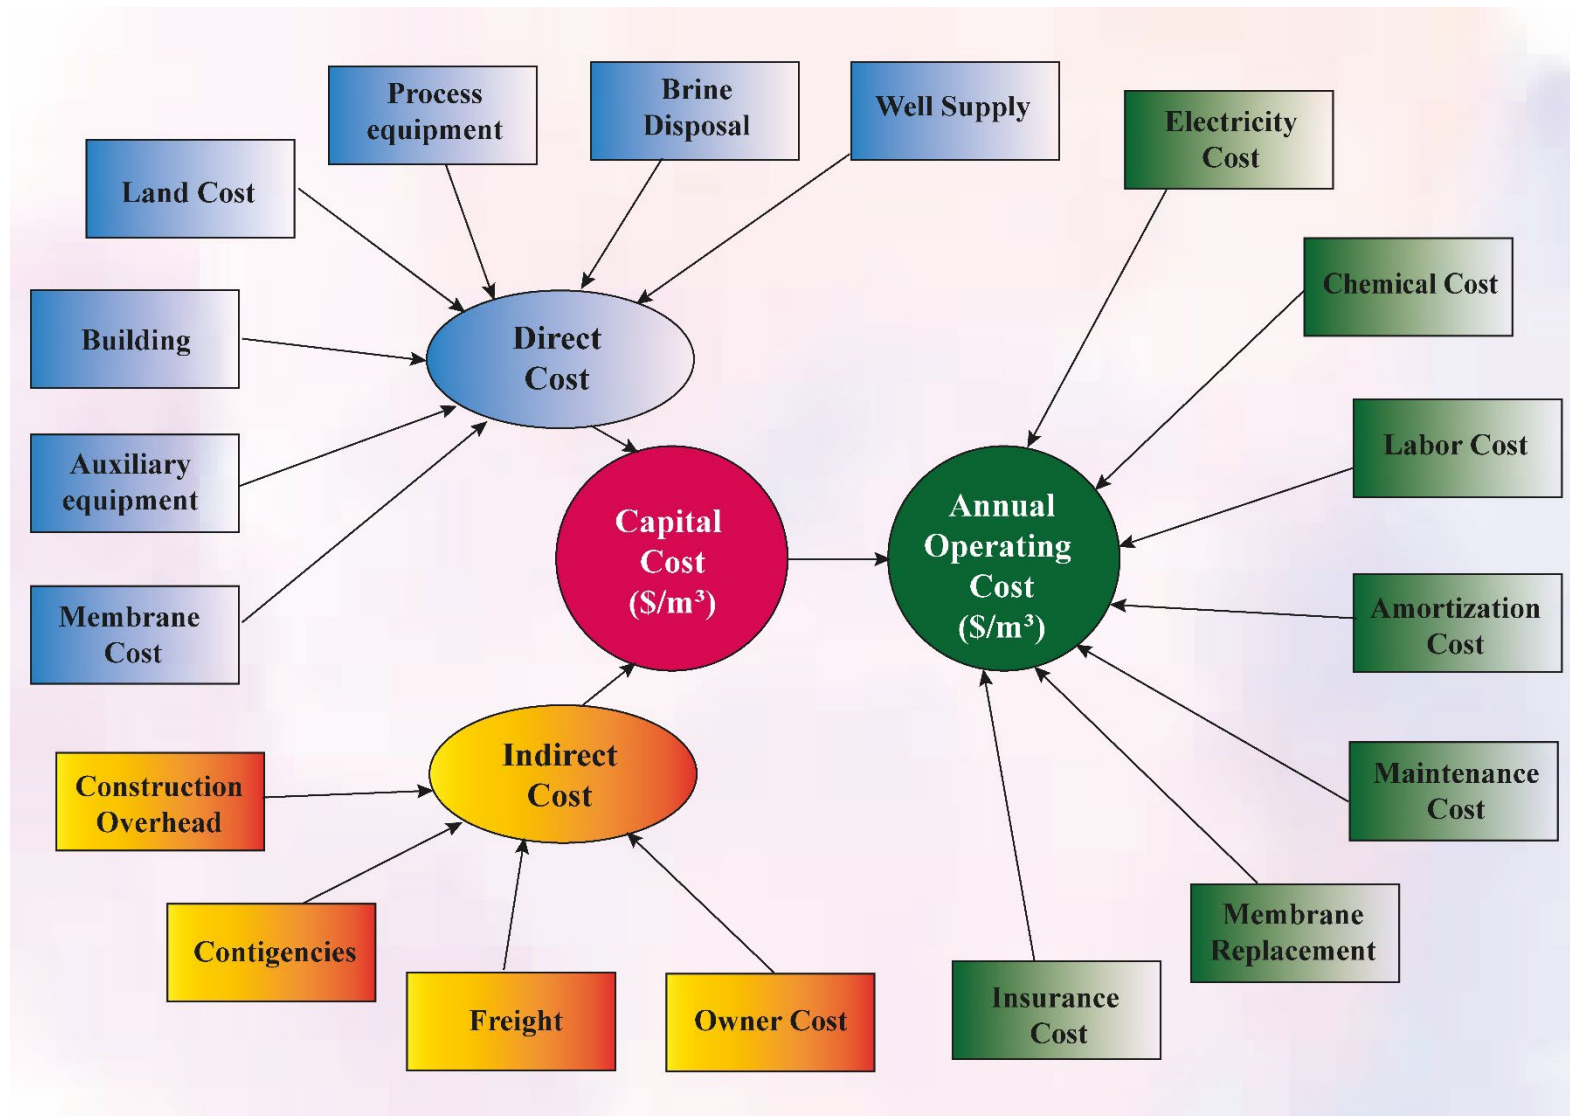 Process
equipment
Brine
Disposal
Well Supply
Electricity
Cost
Land Cost
Chemical Cost
Building
Direct
Cost
Auxiliary
equipment
Labor Cost
Capital
Cost
($/m³)
Annual
Operating
Cost
($/m³)
Membrane
Cost
Amortization
Cost
Indirect
Cost
Construction
Overhead
Maintenance
Cost
Contigencies
Membrane
Replacement
Freight
Owner Cost
Insurance
Cost